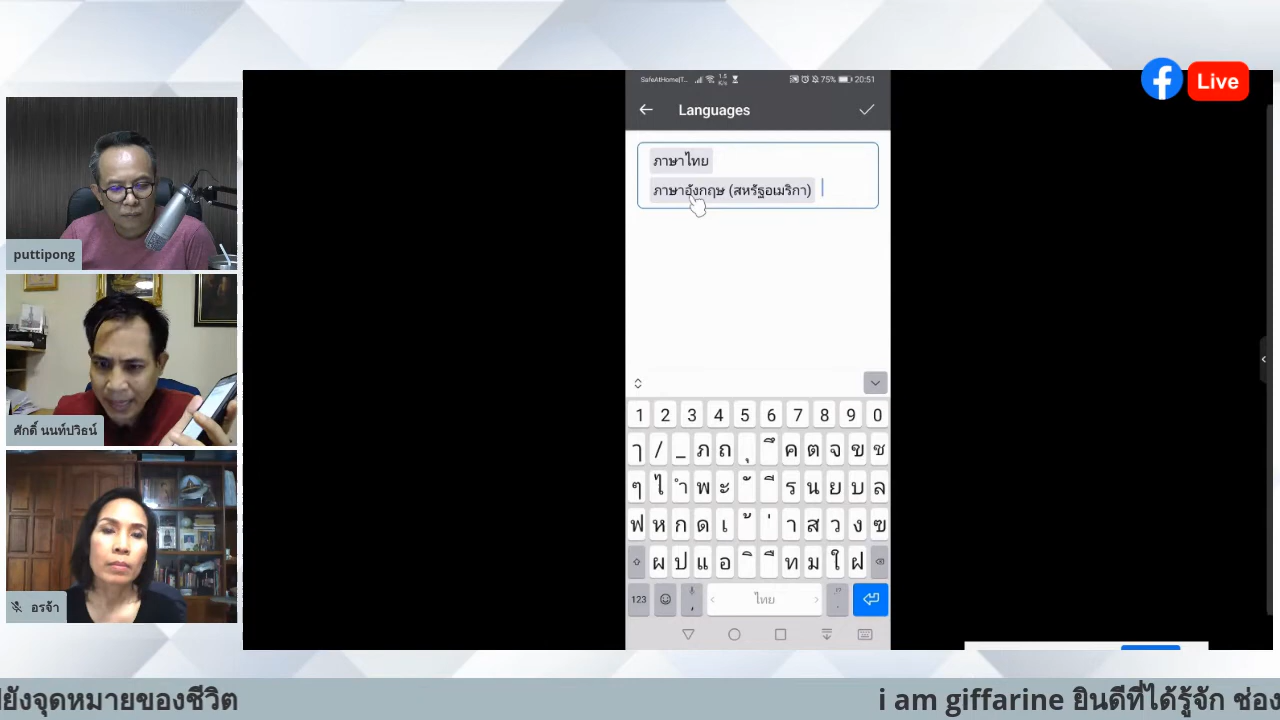 Live
SafeAtHome|T..
1.5
K/s
75%
20:51
Languages
ภาษาไทย
ภาษาอังกฤษ (สหรัฐอเมริกา)
puttipong
ศักดิ์ นนท์ปวิธน์
อรจ้า
1 2 3 4 5 6 7 8 9 0
ๅ / _ ภ ถ ุ ึ ค ต จ ข ช
ๆ ไ ำ พ ะ ั ี ร น ย บ ล
ฟ ห ก ด เ ้ ่ า ส ว ง ฃ
ผ ป แ อ ิ ื ท ม ใ ฝ
123 , ไทย .
ยังจุดหมายของชีวิต
i am giffarine ยินดีที่ได้รู้จัก ช่อง